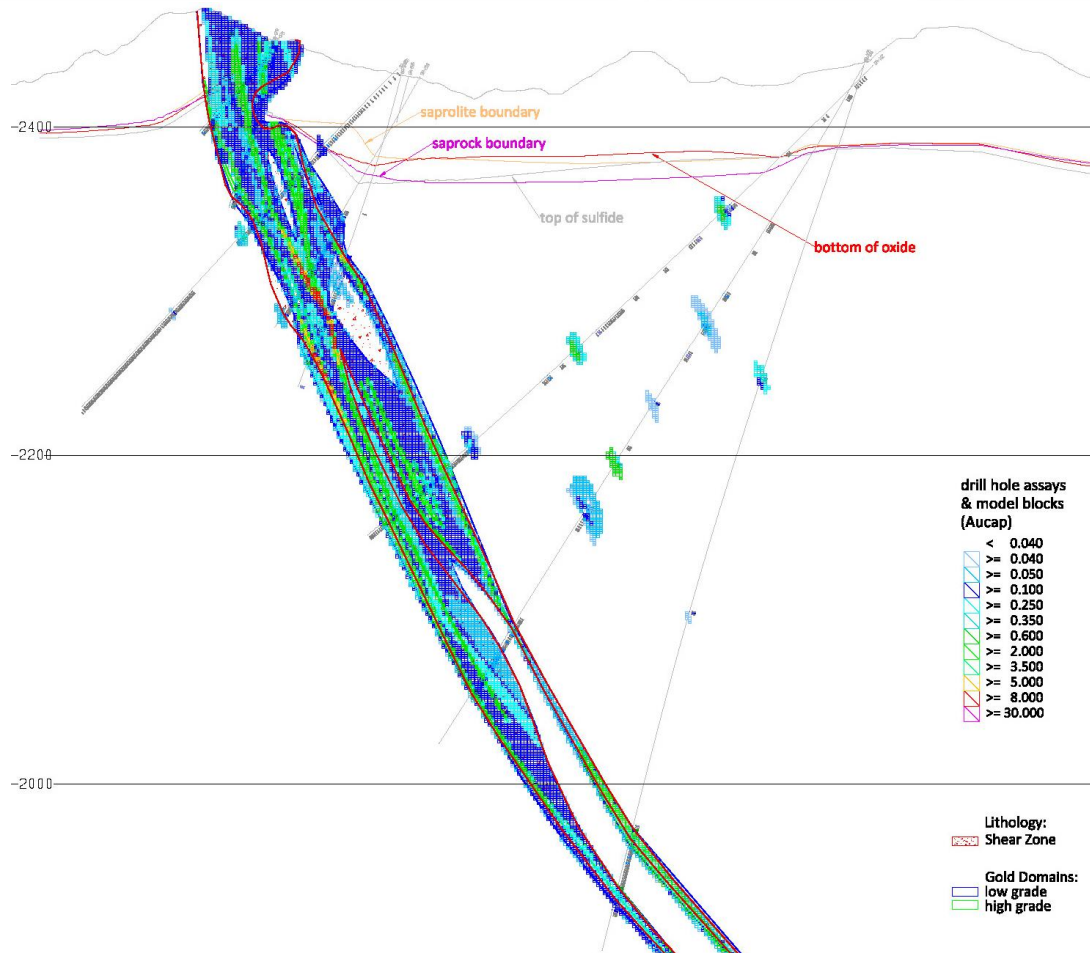 saprolite boundary
-2400
saprock boundary
top of sulfide
bottom of oxide
-2200
drill hole assays
& model blocks
(Aucap)
< 0.040
>= 0.040
>= 0.050
>= 0.100
>= 0.250
>= 0.350
>= 0.600
>= 2.000
>= 3.500
>= 5.000
>= 8.000
>= 30.000
-2000
Lithology:
Shear Zone
Gold Domains:
low grade
high grade